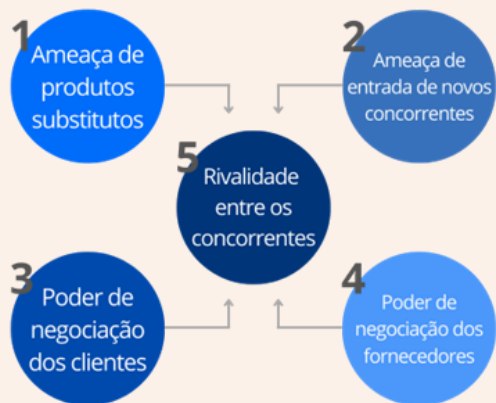 1
Ameaça de
produtos
substitutos
2
Ameaça de
entrada de novos
concorrentes
5
Rivalidade
entre os
concorrentes
3
Poder de
negociação
dos clientes
4
Poder de
negociação dos
fornecedores